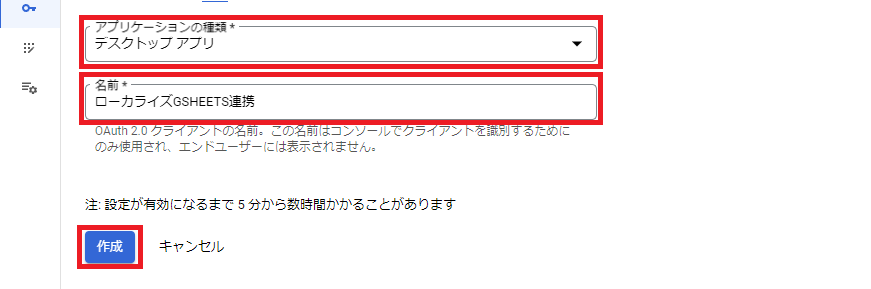 アプリケーションの種類 *
デスクトップ アプリ
名前 *
ローカライズGSHEETS連携
OAuth 2.0 クライアントの名前。この名前はコンソールでクライアントを識別するために
のみ使用され、エンドユーザーには表示されません。
注: 設定が有効になるまで 5 分から数時間かかることがあります
作成 キャンセル